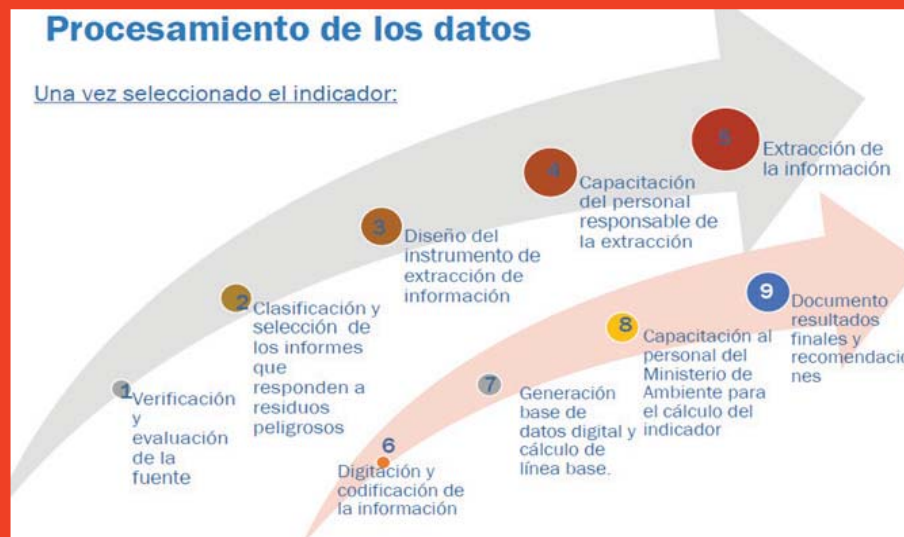 Procesamiento de los datos
Una vez seleccionado el indicador:
1
Verificación
y
evaluación
de la
fuente
2
Clasificación y
selección de
los informes
que
responden a
residuos
peligrosos
3
Diseño del
instrumento de
extracción de
información
4
Capacitación
del personal
responsable de
la extracción
5
Extracción de
la información
6
Digitación y
codificación de
la información
7
Generación
base de
datos digital y
cálculo de
línea base.
8
Capacitación al
personal del
Ministerio de
Ambiente para
el cálculo del
indicador
9
Documento
resultados
finales y
recomendacio
nes